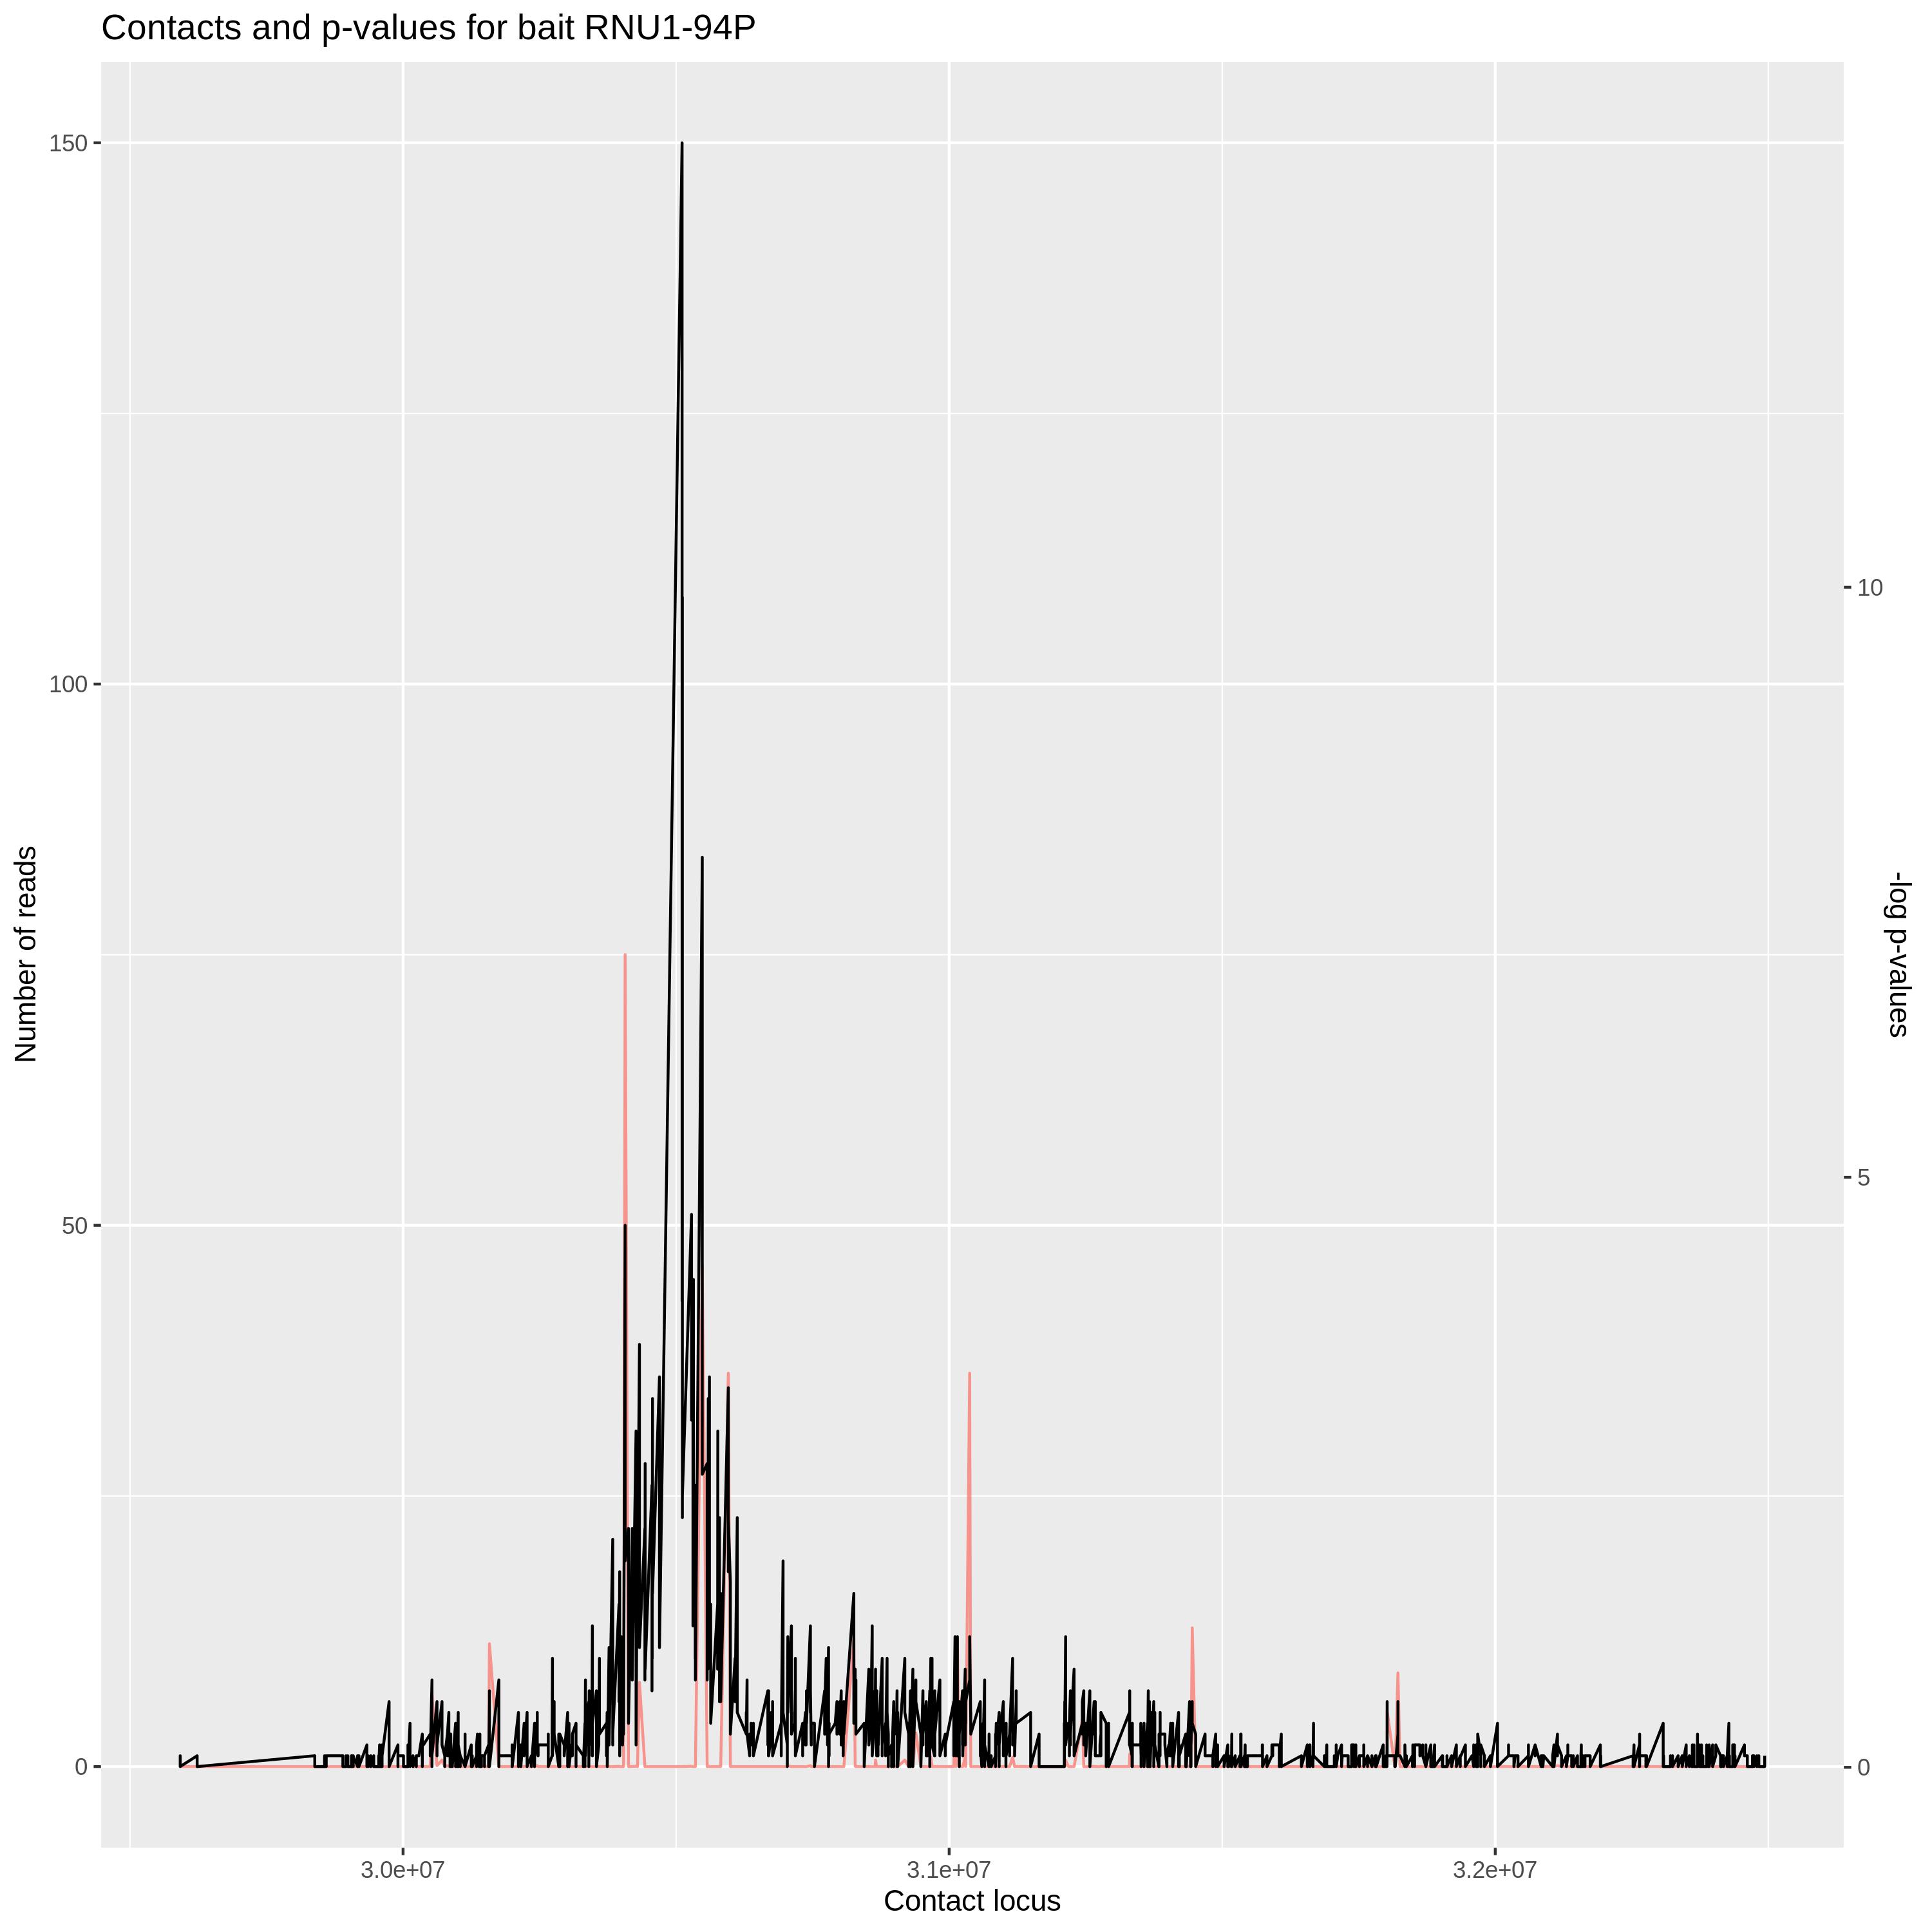 Contacts and p-values for bait RNU1-94P
150
100
50
0
Number of reads
10
5
0
-log p-values
3.0e+07
3.1e+07
3.2e+07
Contact locus